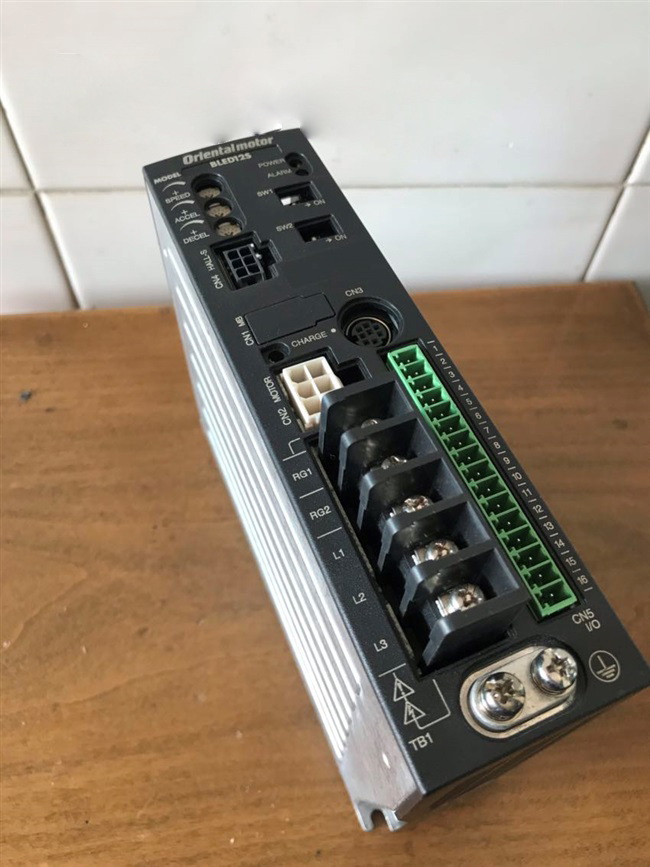 Orientalmotor
BLED12S
MODEL
POWER
ALARM
+
SPEED
SW1
→ ON
+
ACCEL
+
DECEL
SW2
→ ON
CN4 HALL-S
CN1 MB
CN3
CHARGE
CN2 MOTOR
1
2
3
4
5
6
7
8
9
10
11
12
13
14
15
16
CN5
I/O
RG1
RG2
L1
L2
L3
TB1